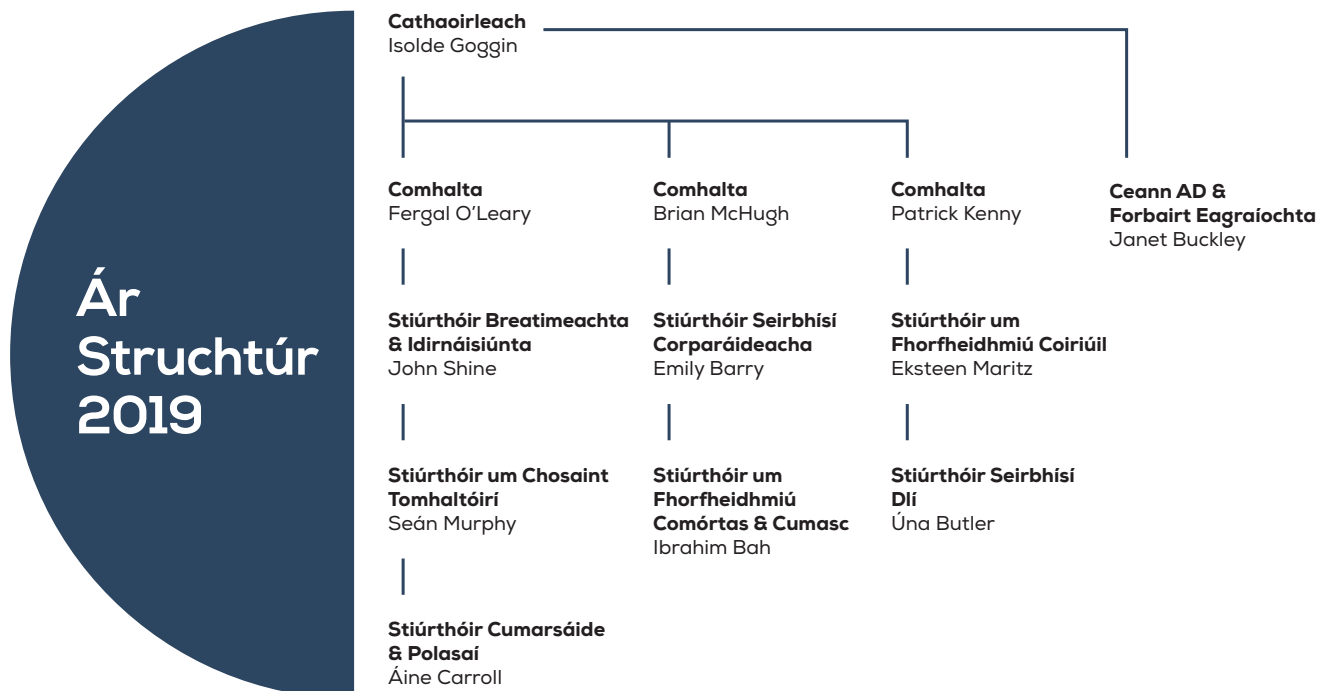 Ár
Struchtúr
2019
Cathaoirleach
Isolde Goggin
Comhalta
Fergal O’Leary
Stiúrthóir Breatimeachta
& Idirnáisiúnta
John Shine
Stiúrthóir um Chosaint
Tomhaltóirí
Seán Murphy
Stiúrthóir Cumarsáide
& Polasaí
Áine Carroll
Comhalta
Brian McHugh
Stiúrthóir Seirbhísí
Corparáideacha
Emily Barry
Stiúrthóir um
Fhorfheidhmiú
Comórtas & Cumasc
Ibrahim Bah
Comhalta
Patrick Kenny
Stiúrthóir um
Fhorfheidhmiú Coiriúil
Eksteen Maritz
Stiúrthóir Seirbhísí
Dlí
Úna Butler
Ceann AD &
Forbairt Eagraíochta
Janet Buckley